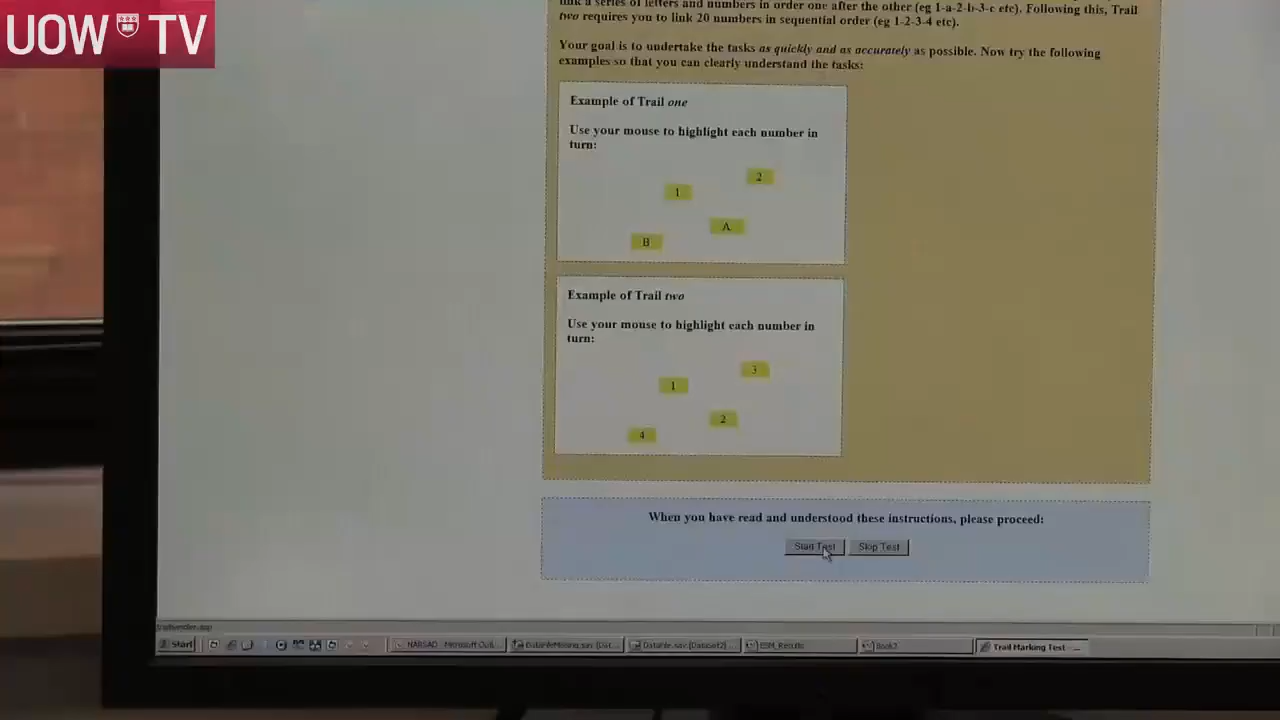 UOW TV
link a series of letters and numbers in order one after the other (eg 1-a-2-b-3-c etc). Following this, Trail
two requires you to link 20 numbers in sequential order (eg 1-2-3-4 etc).
Your goal is to undertake the tasks as quickly and as accurately as possible. Now try the following
examples so that you can clearly understand the tasks:
Example of Trail one
Use your mouse to highlight each number in
turn:
2
1
A
B
Example of Trail two
Use your mouse to highlight each number in
turn:
3
1
2
4
When you have read and understood these instructions, please proceed:
Start Test Skip Test
Start Trail Marking Test - ...